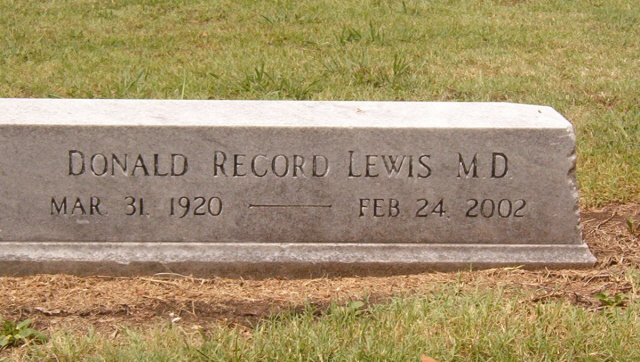 Donald Record Lewis M.D.
Mar. 31. 1920 — Feb. 24. 2002